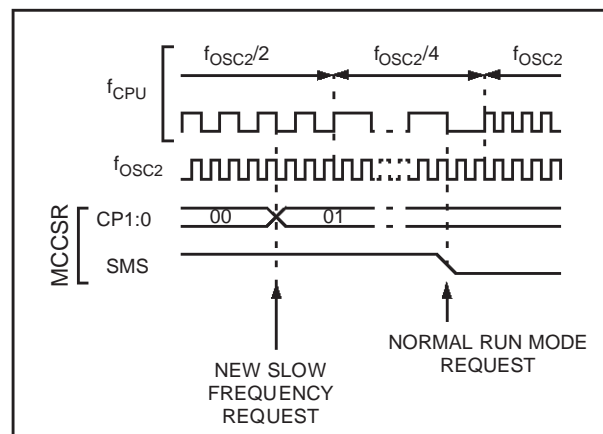 fOSC2/2 fOSC2/4 fOSC2
fCPU
fOSC2
MCCSR
CP1:0 00 01
SMS
NEW SLOW
FREQUENCY
REQUEST
NORMAL RUN MODE
REQUEST